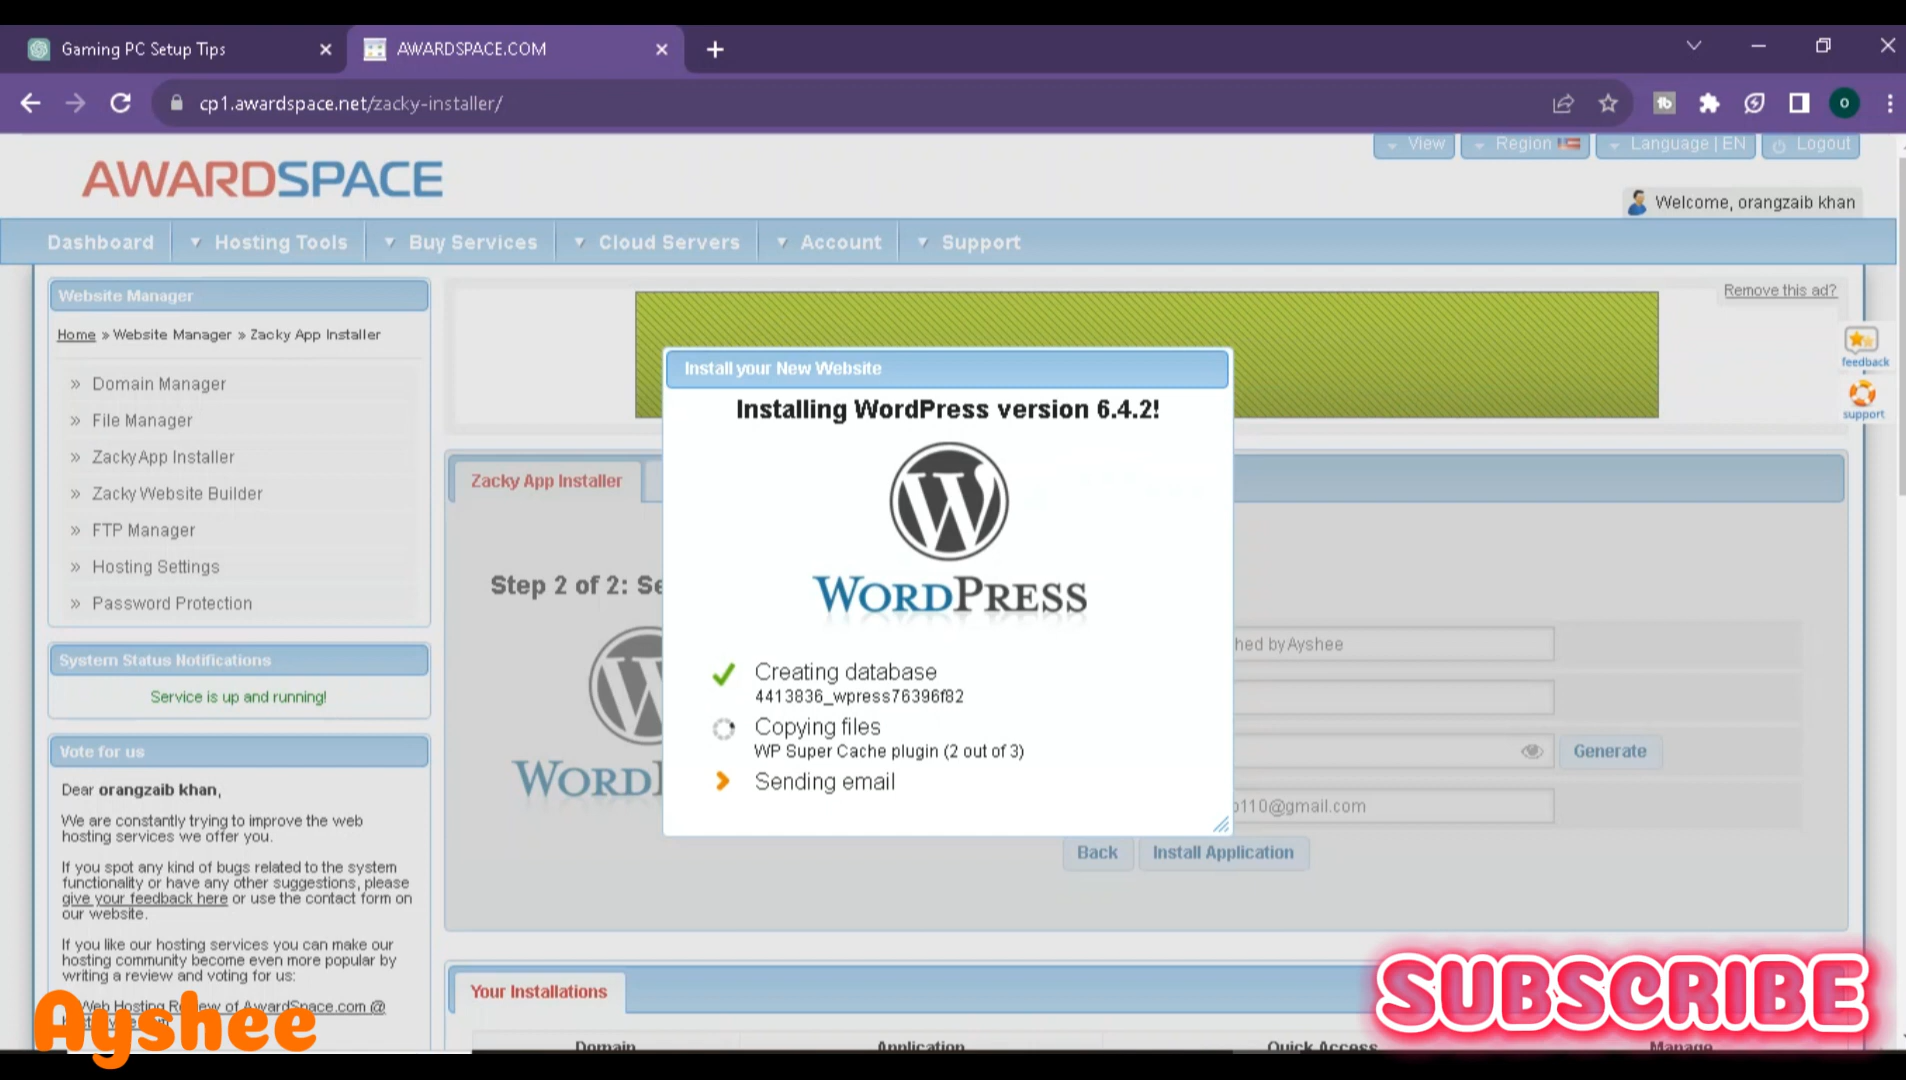 Gaming PC Setup Tips
AWARDSPACE.COM
cp1.awardspace.net/zacky-installer/
View
Region
Language | EN
Logout
AWARDSPACE
Welcome, orangzaib khan
Dashboard
Hosting Tools
Buy Services
Cloud Servers
Account
Support
Website Manager
Home » Website Manager » Zacky App Installer
» Domain Manager
» File Manager
» Zacky App Installer
» Zacky Website Builder
» FTP Manager
» Hosting Settings
» Password Protection
System Status Notifications
Service is up and running!
Vote for us
Dear orangzaib khan,
We are constantly trying to improve the web
hosting services we offer you.
If you spot any kind of bugs related to the system
functionality or have any other suggestions, please
give your feedback here or use the contact form on
our website.
If you like our hosting services you can make our
hosting community become even more popular by
writing a review and voting for us:
Web Hosting Review of AwardSpace.com @
Ayshee
Remove this ad?
feedback
support
Install your New Website
Installing WordPress version 6.4.2!
W
WORDPRESS
Creating database
4413836_wpress76396f82
Copying files
WP Super Cache plugin (2 out of 3)
Sending email
Zacky App Installer
Step 2 of 2: Se
WORD
hed by Ayshee
Generate
o110@gmail.com
Back
Install Application
Your Installations
Domain
Application
Quick Access
Manage
SUBSCRIBE